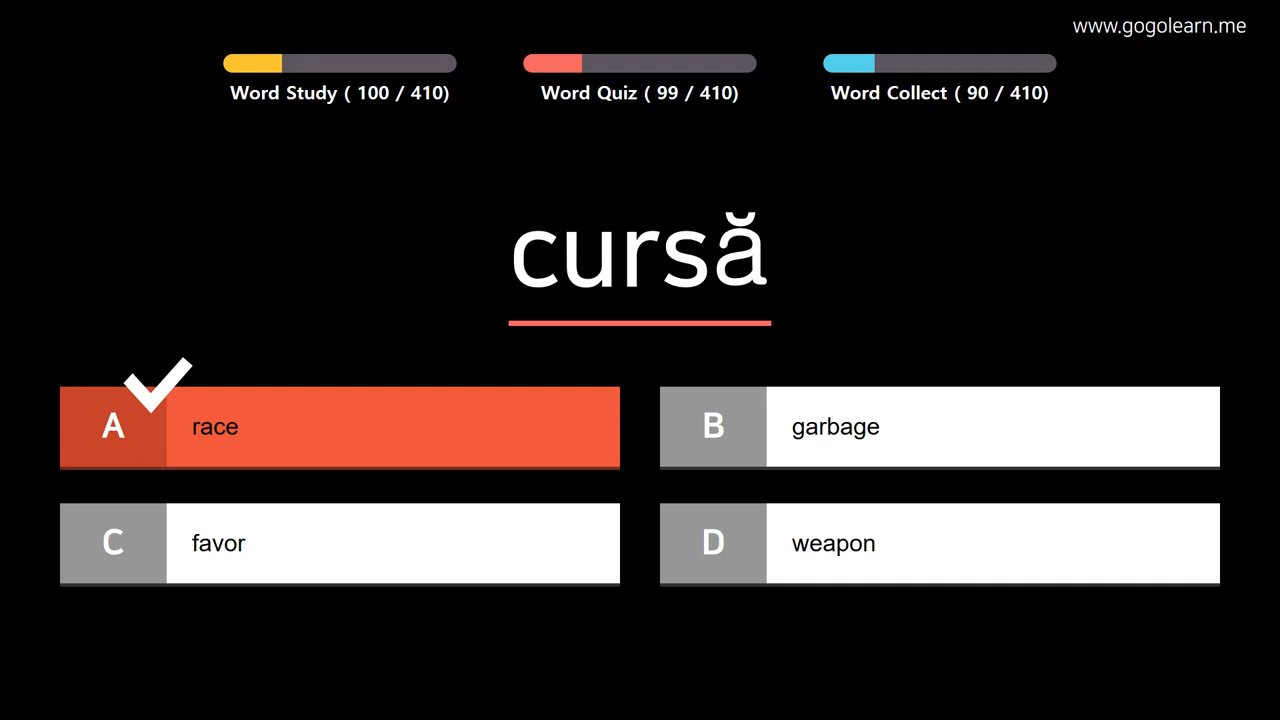 www.gogolearn.me
Word Study ( 100 / 410)
Word Quiz ( 99 / 410)
Word Collect ( 90 / 410)
cursă
A race
B garbage
C favor
D weapon